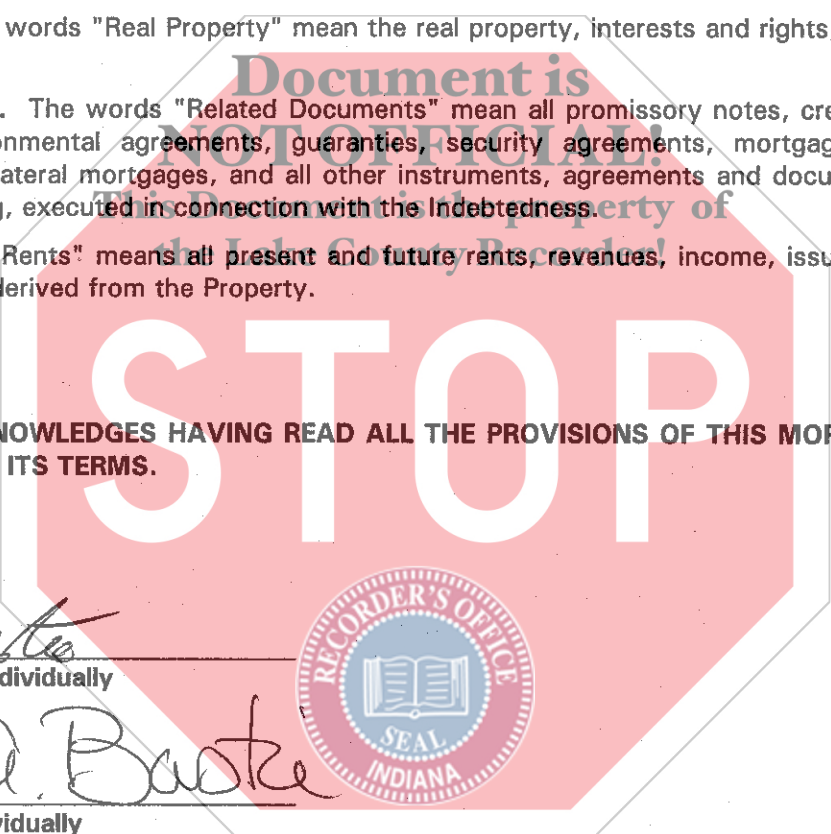 words "Real Property" mean the real property, interests and rights,
Document is
. The words "Related Documents" mean all promissory notes, cre
onmental agreements, guaranties, security agreements, mortgag
NOT OFFICIAL!
ateral mortgages, and all other instruments, agreements and docu
This Document is the property of
, executed in connection with the Indebtedness.
the Lake County Recorder!
Rents" means all present and future rents, revenues, income, issu
derived from the Property.
STOP
NOWLEDGES HAVING READ ALL THE PROVISIONS OF THIS MOR
ITS TERMS.
RECORDER'S OFFICE
SEAL
INDIANA
dividually
vidually